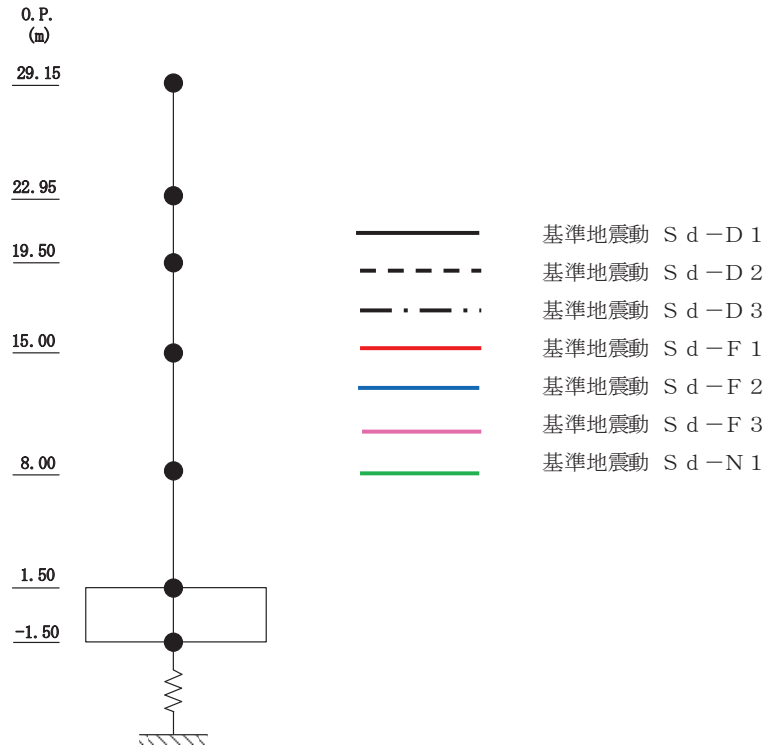 O.P.
(m)
29.15
22.95
19.50
15.00
8.00
1.50
-1.50
基準地震動 Ｓｄ－Ｄ１
基準地震動 Ｓｄ－Ｄ２
基準地震動 Ｓｄ－Ｄ３
基準地震動 Ｓｄ－Ｆ１
基準地震動 Ｓｄ－Ｆ２
基準地震動 Ｓｄ－Ｆ３
基準地震動 Ｓｄ－Ｎ１